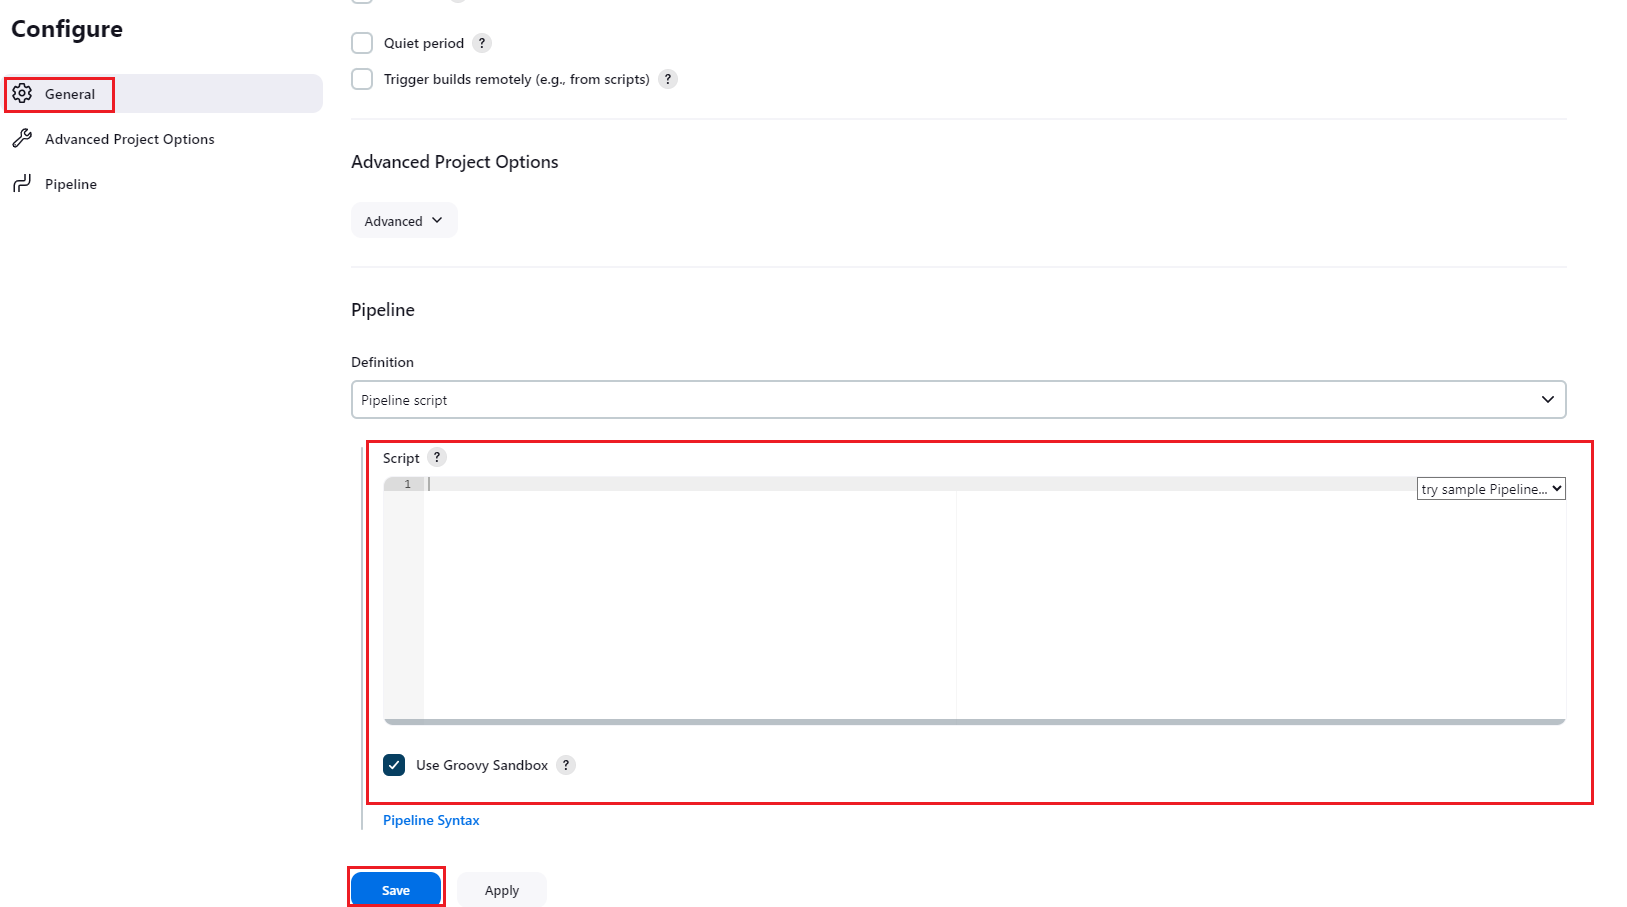 Configure
General
Advanced Project Options
Pipeline
Quiet period ?
Trigger builds remotely (e.g., from scripts) ?
Advanced Project Options
Advanced
Pipeline
Definition
Pipeline script
Script ?
1
try sample Pipeline...
Use Groovy Sandbox ?
Pipeline Syntax
Save
Apply